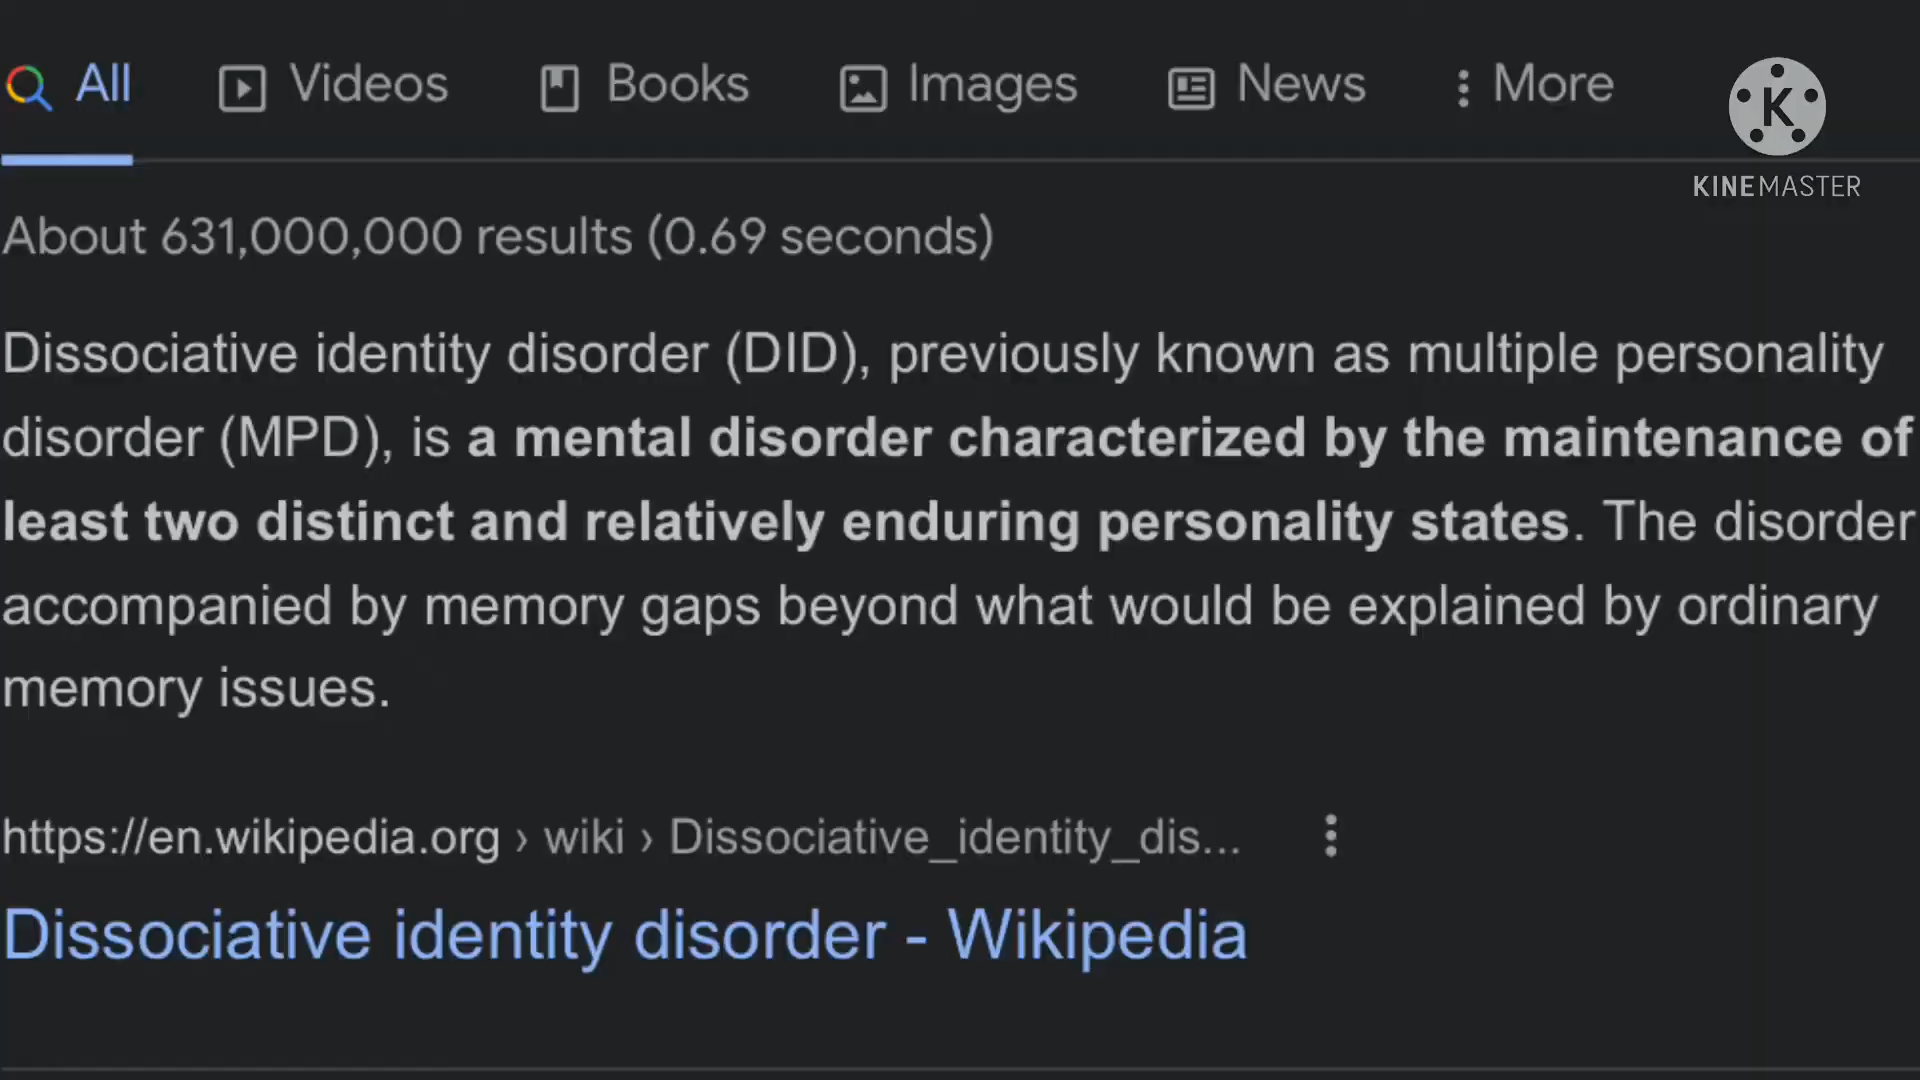 All Videos Books Images News More
K
KINEMASTER
About 631,000,000 results (0.69 seconds)
Dissociative identity disorder (DID), previously known as multiple personality
disorder (MPD), is a mental disorder characterized by the maintenance of
least two distinct and relatively enduring personality states. The disorder
accompanied by memory gaps beyond what would be explained by ordinary
memory issues.
https://en.wikipedia.org › wiki › Dissociative_identity_dis...
Dissociative identity disorder - Wikipedia